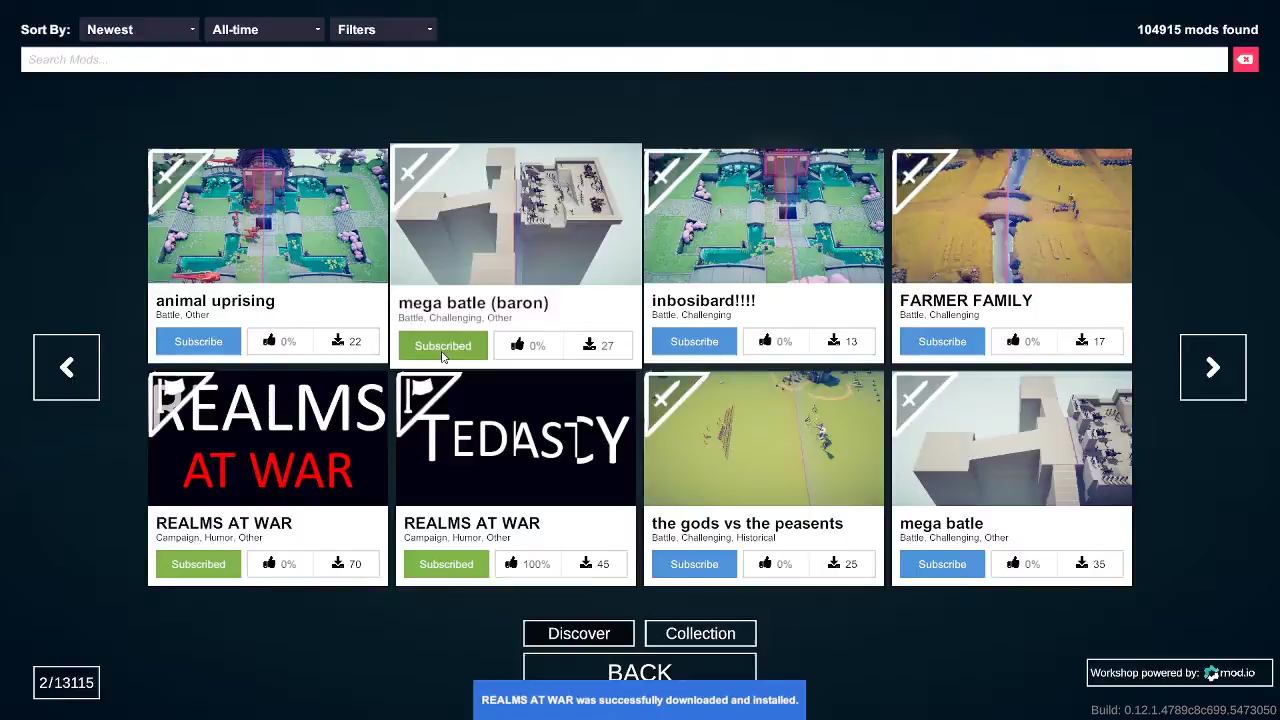 Sort By: Newest All-time Filters 104915 mods found
Search Mods...
animal uprising
Battle, Other
Subscribe 0% 22
mega batle (baron)
Battle, Challenging, Other
Subscribed 0% 27
inbosibard!!!!
Battle, Challenging
Subscribe 0% 13
FARMER FAMILY
Battle, Challenging
Subscribe 0% 17
REALMS
AT WAR
REALMS AT WAR
Campaign, Humor, Other
Subscribed 0% 70
TEDASCY
REALMS AT WAR
Campaign, Humor, Other
Subscribed 100% 45
the gods vs the peasents
Battle, Challenging, Historical
Subscribe 0% 25
mega batle
Battle, Challenging, Other
Subscribe 0% 35
Discover Collection
BACK
2/13115
Workshop powered by: mod.io
REALMS AT WAR was successfully downloaded and installed.
Build: 0.12.1.4789c8c699.5473050